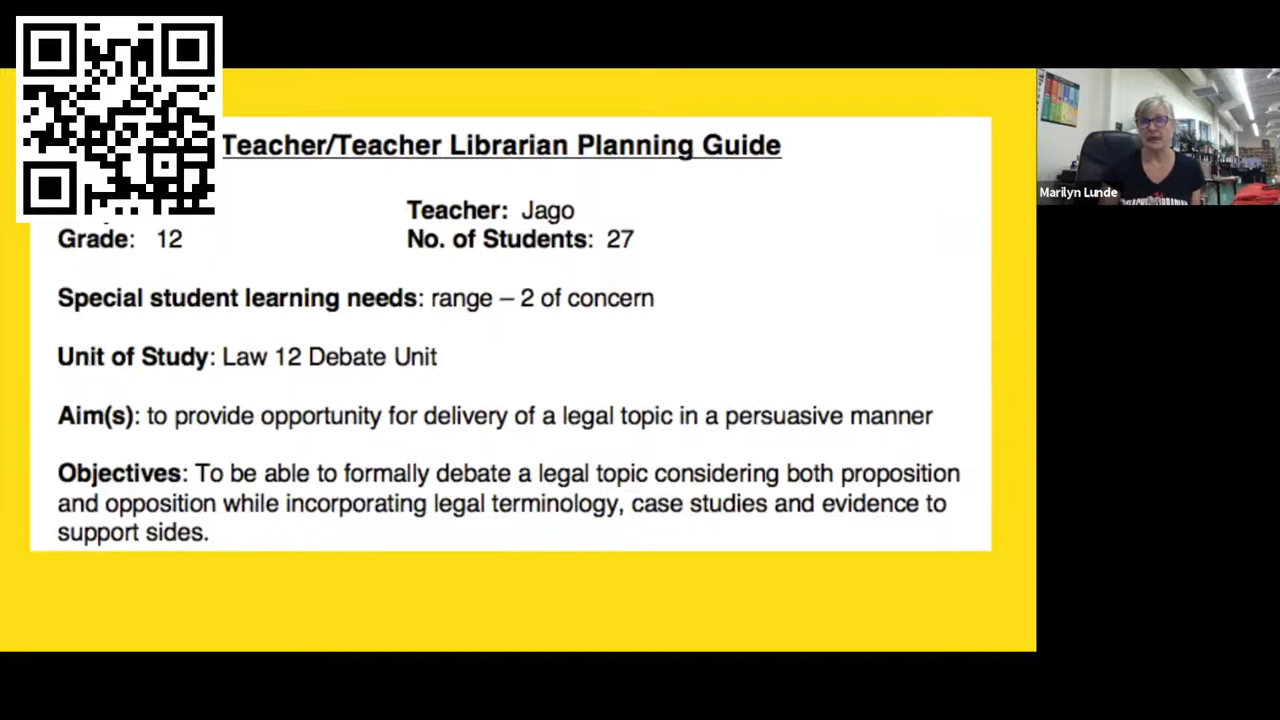 Teacher/Teacher Librarian Planning Guide
Teacher: Jago
Grade: 12
No. of Students: 27
Special student learning needs: range – 2 of concern
Unit of Study: Law 12 Debate Unit
Aim(s): to provide opportunity for delivery of a legal topic in a persuasive manner
Objectives: To be able to formally debate a legal topic considering both proposition
and opposition while incorporating legal terminology, case studies and evidence to
support sides.
Marilyn Lunde